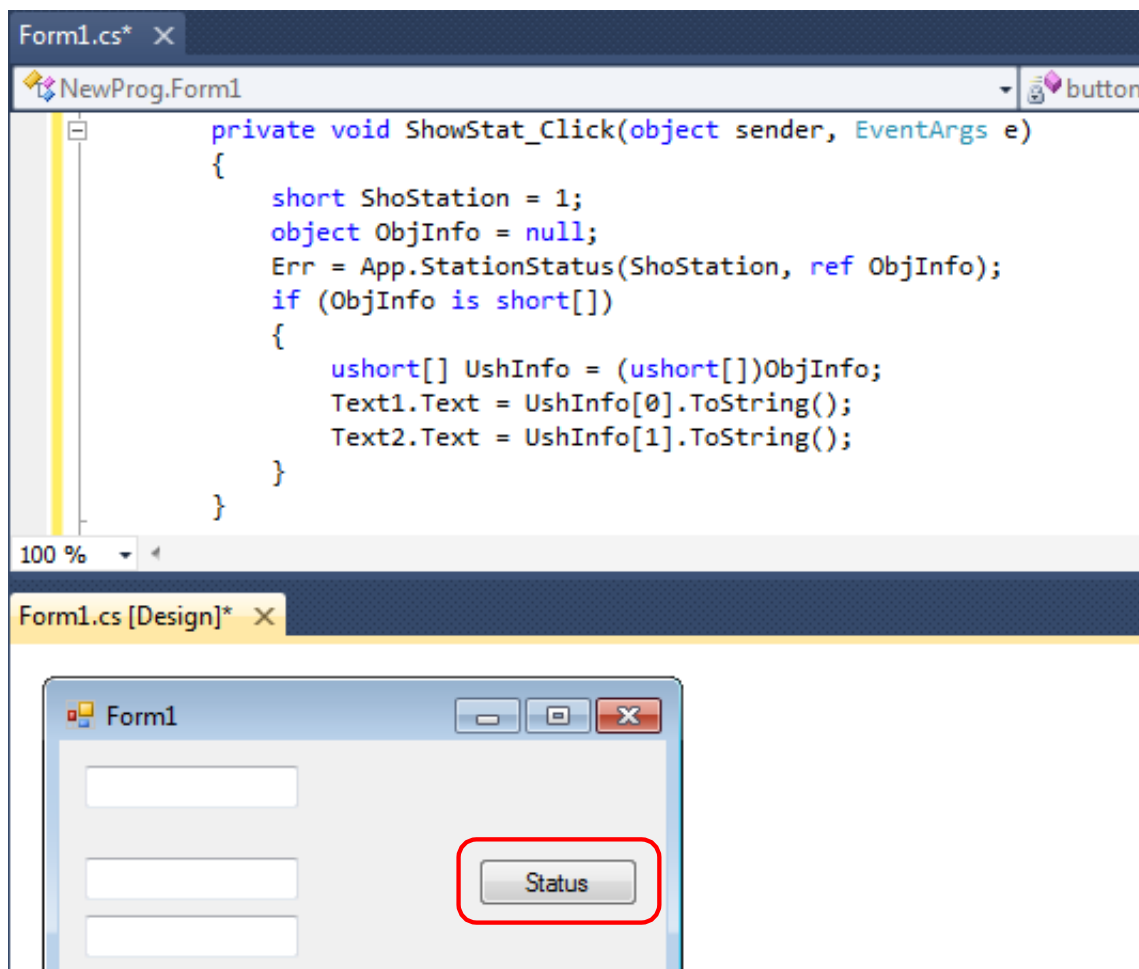 Form1.cs*
NewProg.Form1 button
private void ShowStat_Click(object sender, EventArgs e)
{
short ShoStation = 1;
object ObjInfo = null;
Err = App.StationStatus(ShoStation, ref ObjInfo);
if (ObjInfo is short[])
{
ushort[] UshInfo = (ushort[])ObjInfo;
Text1.Text = UshInfo[0].ToString();
Text2.Text = UshInfo[1].ToString();
}
}
100 %
Form1.cs [Design]*
Form1
Status